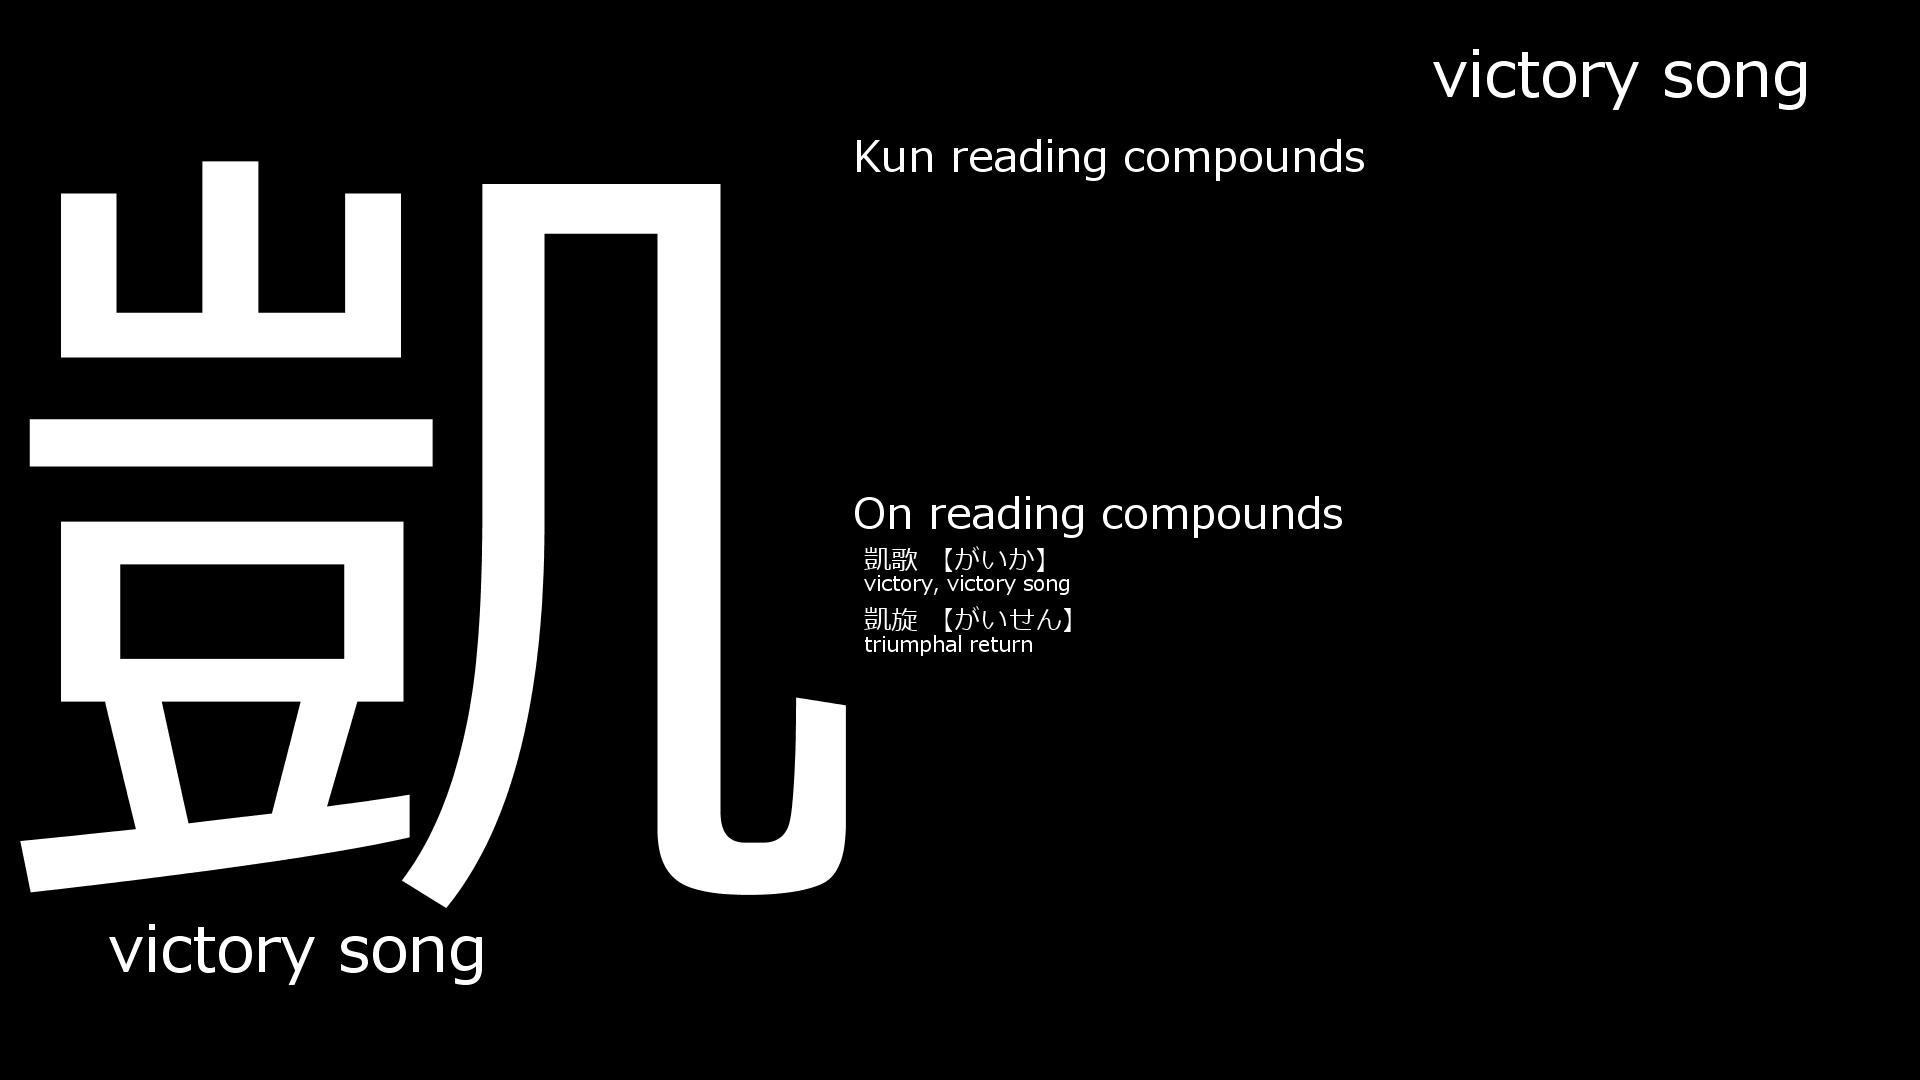 victory song
凱
Kun reading compounds
On reading compounds
凱歌 【がいか】
victory, victory song
凱旋 【がいせん】
triumphal return
victory song